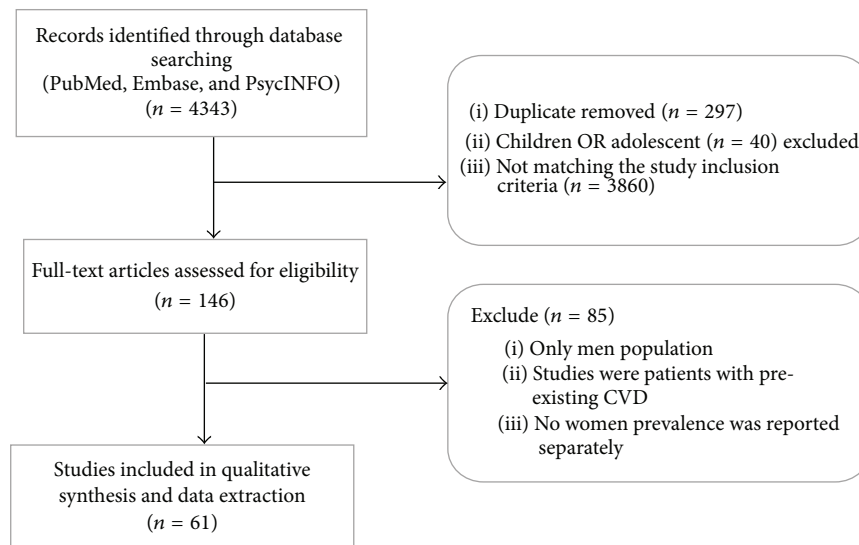 Records identified through database
searching
(PubMed, Embase, and PsycINFO)
(n = 4343)
(i) Duplicate removed (n = 297)
(ii) Children OR adolescent (n = 40) excluded
(iii) Not matching the study inclusion
criteria (n = 3860)
Full-text articles assessed for eligibility
(n = 146)
Exclude (n = 85)
(i) Only men population
(ii) Studies were patients with pre-
existing CVD
(iii) No women prevalence was reported
separately
Studies included in qualitative
synthesis and data extraction
(n = 61)